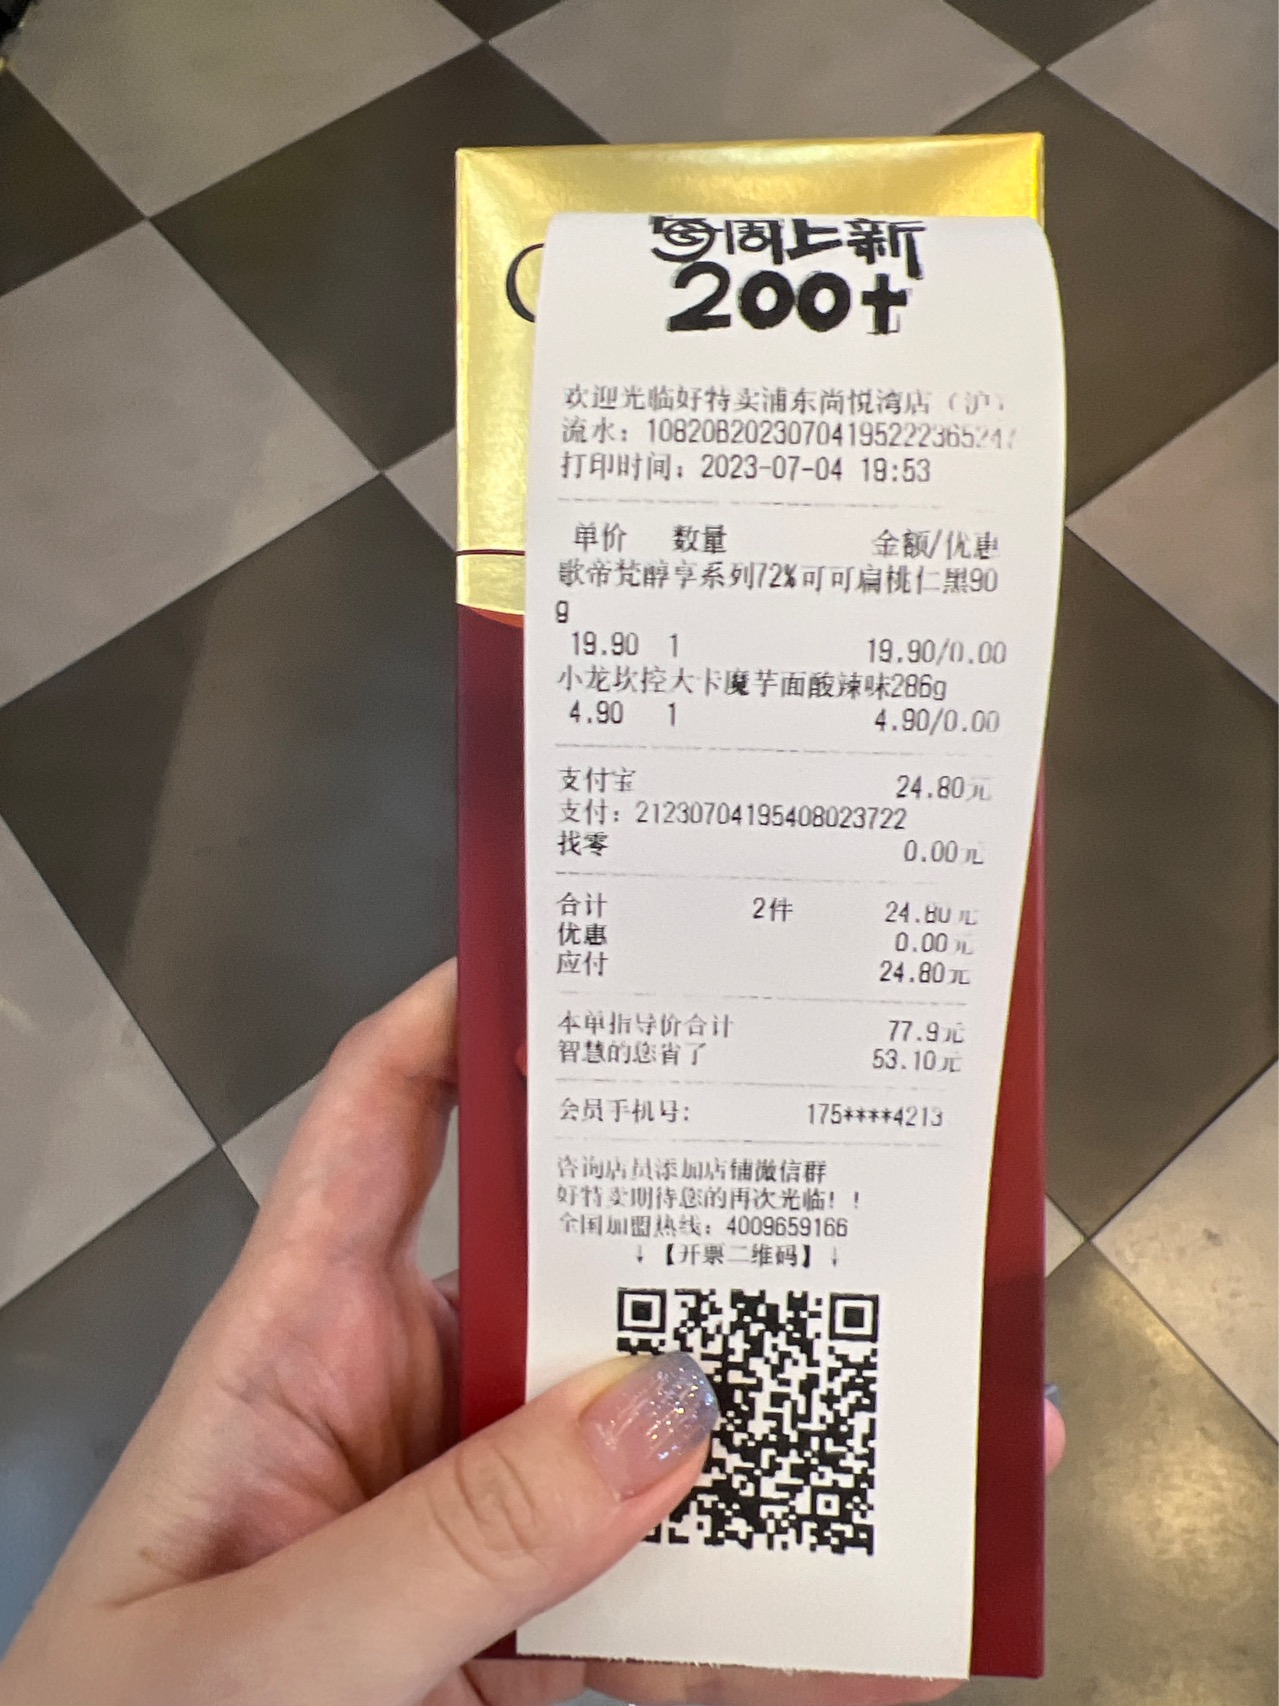 每周上新
200+
欢迎光临好特卖浦东尚悦湾店（沪）
流水：10820B2023070419522236524
打印时间：2023-07-04 19:53
单价 数量 金额/优惠
歌帝梵醇享系列72%可可扁桃仁黑90
g
19.90 1 19.90/0.00
小龙坎控大卡魔芋面酸辣味286g
4.90 1 4.90/0.00
支付宝 24.80元
支付：21230704195408023722
找零 0.00元
合计 2件 24.80元
优惠 0.00元
应付 24.80元
本单指导价合计 77.9元
智慧的您省了 53.10元
会员手机号: 175****4213
咨询店员添加店铺微信群
好特卖期待您的再次光临！！
全国加盟热线：4009659166
↓【开票二维码】↓